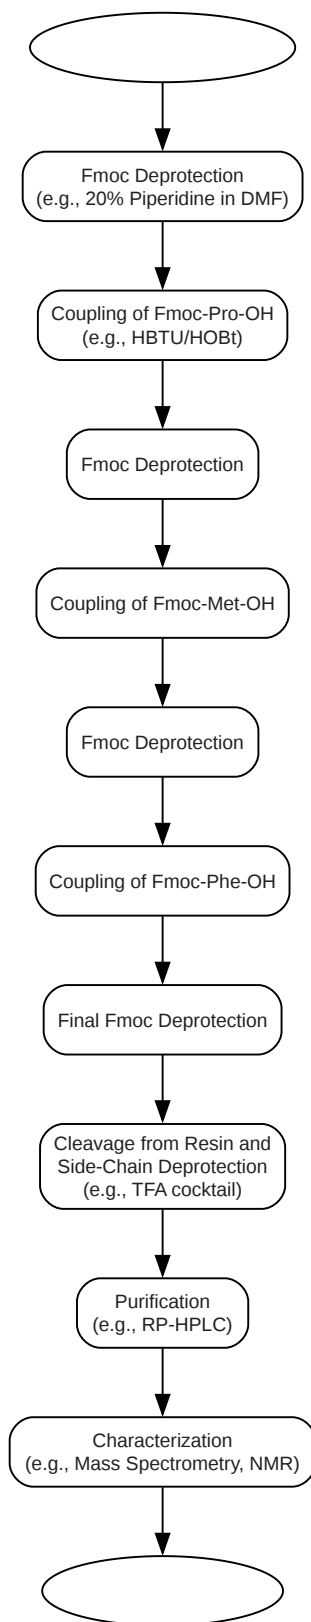 Fmoc Deprotection
(e.g., 20% Piperidine in DMF)
Coupling of Fmoc-Pro-OH
(e.g., HBTU/HOBt)
Fmoc Deprotection
Coupling of Fmoc-Met-OH
Fmoc Deprotection
Coupling of Fmoc-Phe-OH
Final Fmoc Deprotection
Cleavage from Resin and
Side-Chain Deprotection
(e.g., TFA cocktail)
Purification
(e.g., RP-HPLC)
Characterization
(e.g., Mass Spectrometry, NMR)